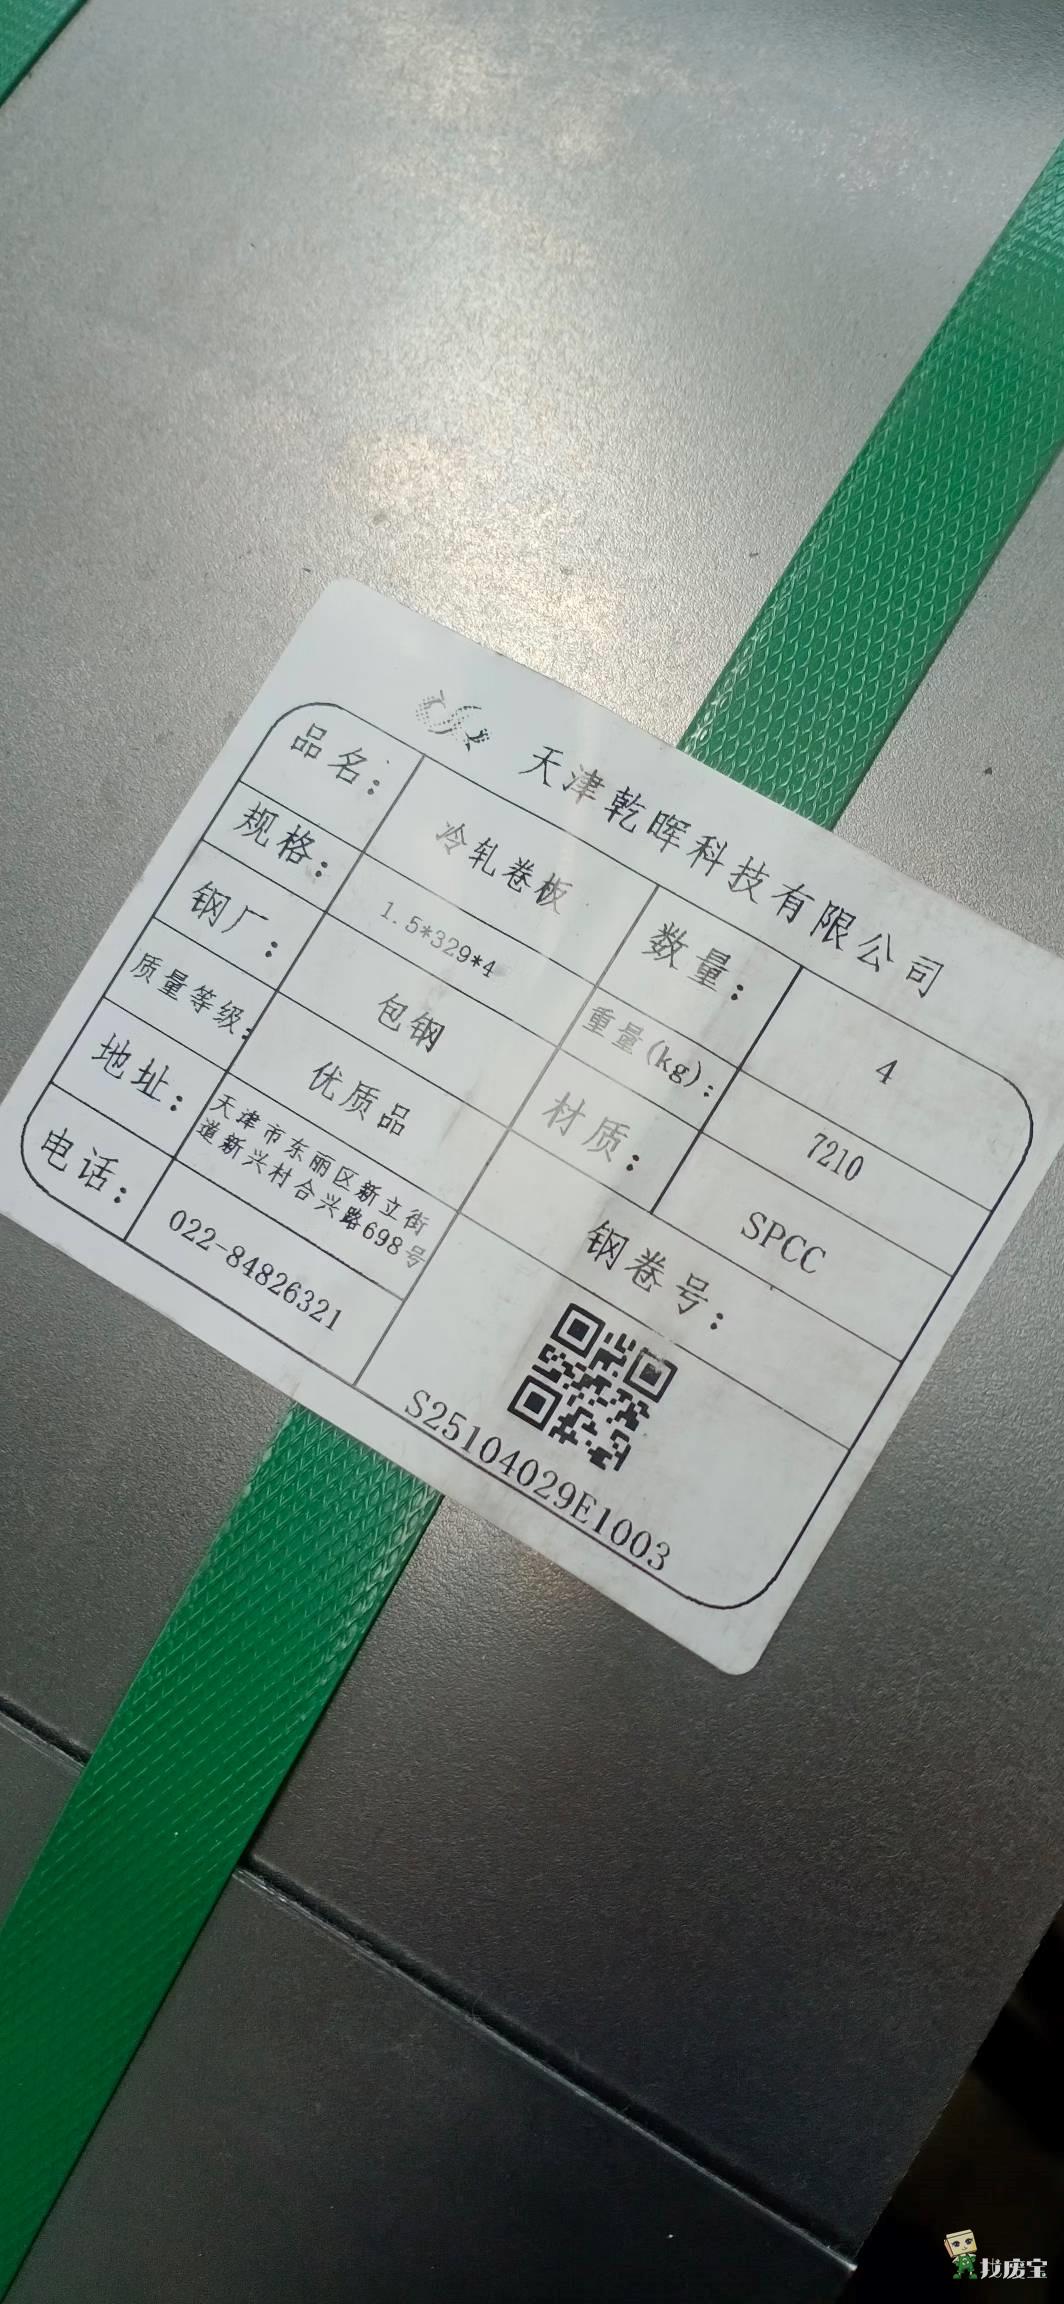 天津乾晖科技有限公司
品名： 冷轧卷板 数量： 4
规格： 1.5*329*4 重量(kg)： 7210
钢厂： 包钢 材质： SPCC
质量等级： 优质品 钢卷号：
地址： 天津市东丽区新立街
道新兴村合兴路698号
电话： 022-84826321
S25104029E1003
找废宝